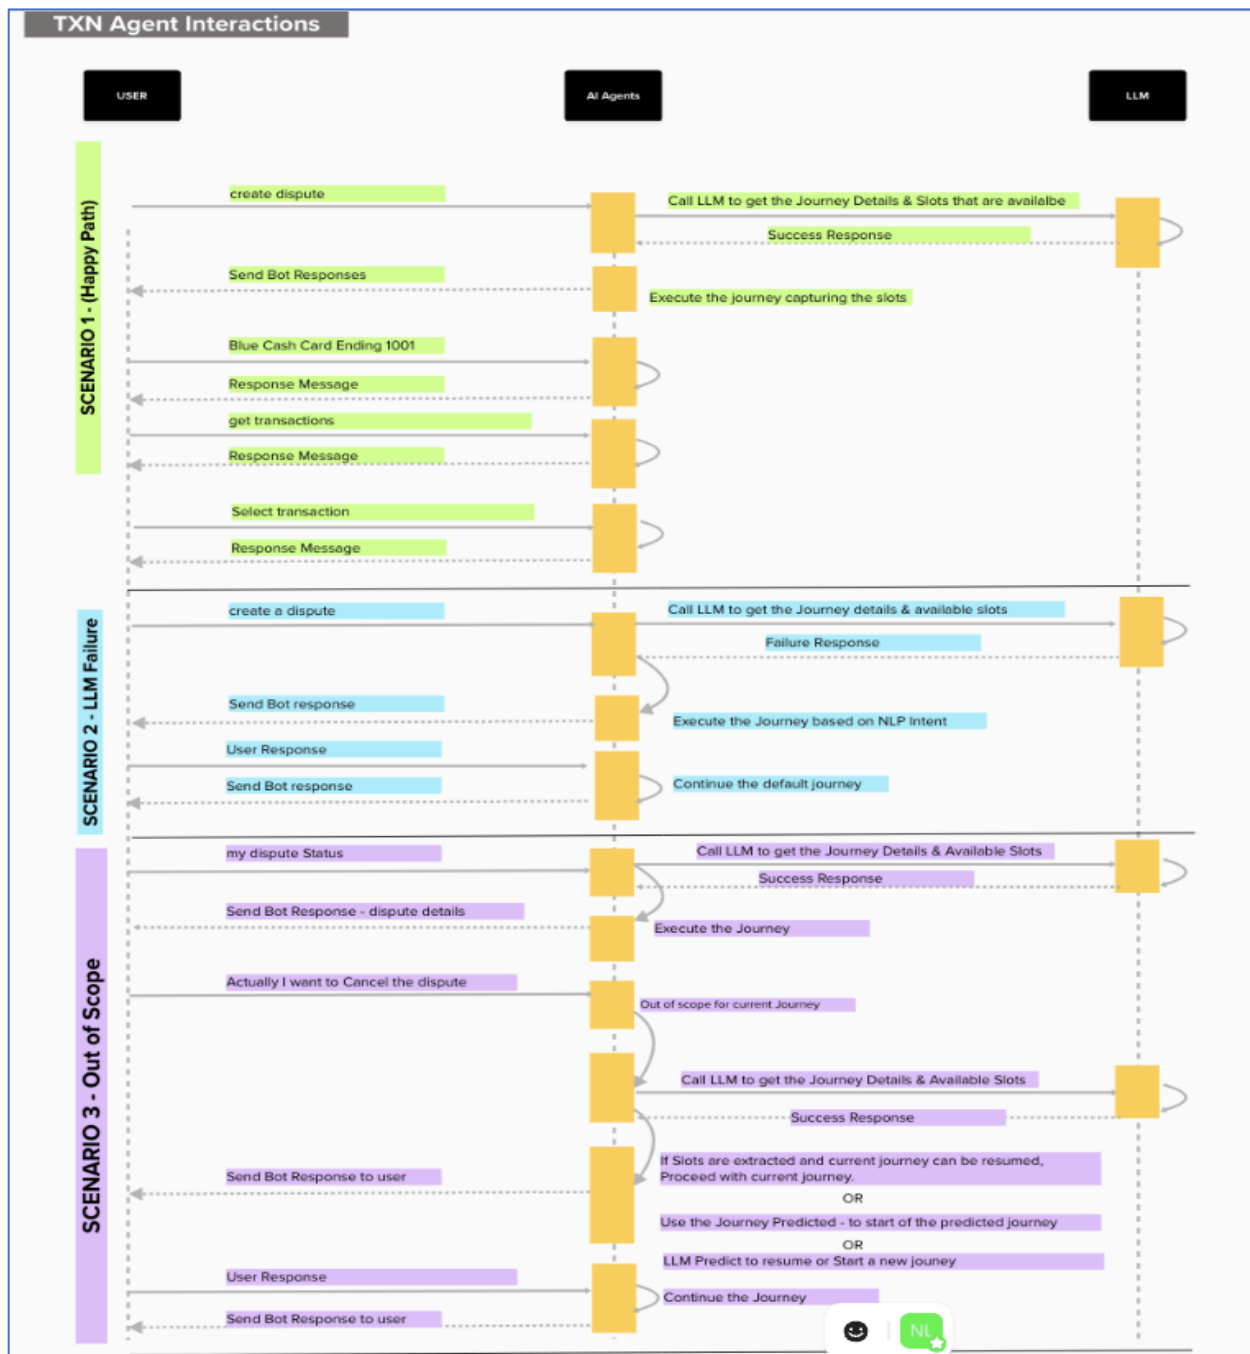 TXN Agent Interactions
USER
AI Agents
LLM
SCENARIO 1 - (Happy Path)
create dispute
Call LLM to get the Journey Details & Slots that are availalbe
Success Response
Send Bot Responses
Execute the journey capturing the slots
Blue Cash Card Ending 1001
Response Message
get transactions
Response Message
Select transaction
Response Message
SCENARIO 2 - LLM Failure
create a dispute
Call LLM to get the Journey details & available slots
Failure Response
Send Bot response
Execute the Journey based on NLP Intent
User Response
Send Bot response
Continue the default journey
SCENARIO 3 - Out of Scope
my dispute Status
Call LLM to get the Journey Details & Available Slots
Success Response
Send Bot Response - dispute details
Execute the Journey
Actually I want to Cancel the dispute
Out of scope for current Journey
Call LLM to get the Journey Details & Available Slots
Success Response
If Slots are extracted and current journey can be resumed,
Proceed with current journey.
Send Bot Response to user
OR
Use the Journey Predicted - to start of the predicted journey
OR
LLM Predict to resume or Start a new jouney
User Response
Continue the Journey
Send Bot Response to user
NL